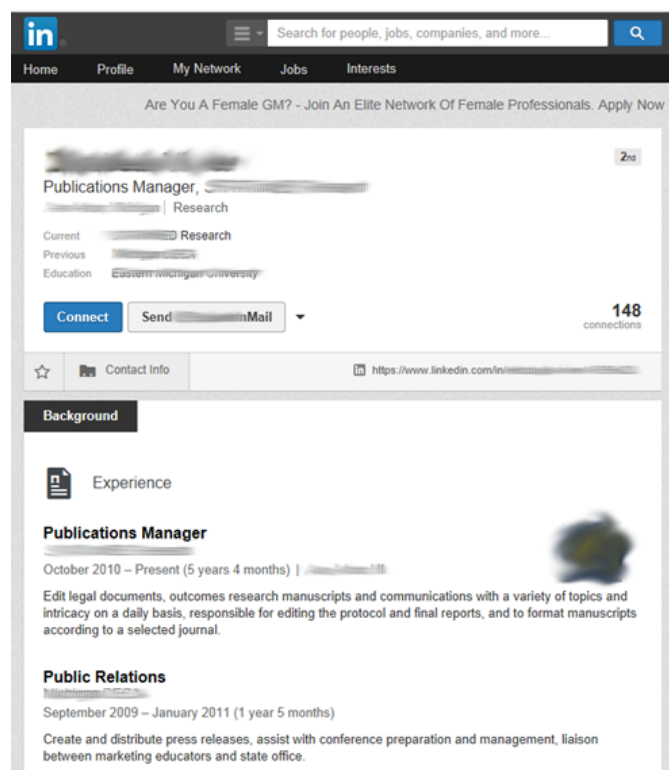 in
Search for people, jobs, companies, and more...
Home Profile My Network Jobs Interests
Are You A Female GM? - Join An Elite Network Of Female Professionals. Apply Now
2nd
Publications Manager,
| Research
Current Research
Previous
Education Eastern Michigan University
Connect Send Mail
148
connections
Contact Info in https://www.linkedin.com/in/
Background
Experience
Publications Manager
October 2010 – Present (5 years 4 months) |
Edit legal documents, outcomes research manuscripts and communications with a variety of topics and
intricacy on a daily basis, responsible for editing the protocol and final reports, and to format manuscripts
according to a selected journal.
Public Relations
September 2009 – January 2011 (1 year 5 months)
Create and distribute press releases, assist with conference preparation and management, liaison
between marketing educators and state office.